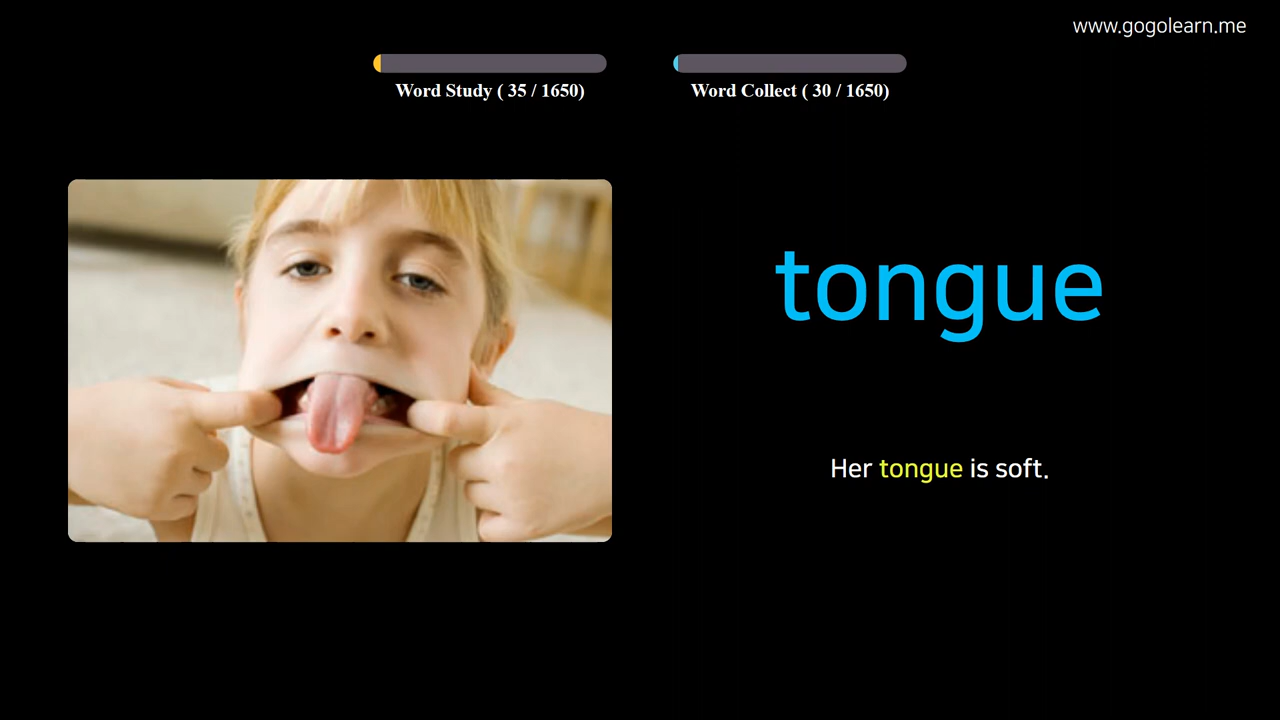 www.gogolearn.me
Word Study ( 35 / 1650)
Word Collect ( 30 / 1650)
tongue
Her tongue is soft.